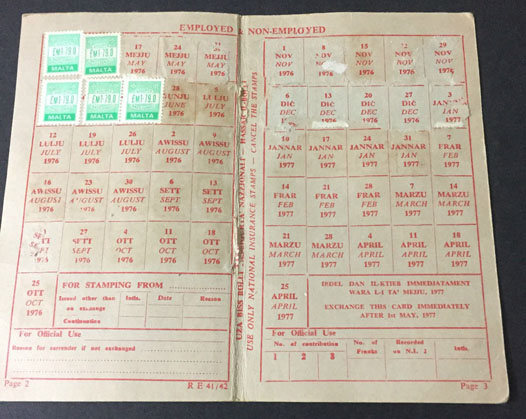 EMPLOYED & NON-EMPLOYED
MALTA
MALTA
17 MEJJU MAY 1976
24 MEJJU MAY 1976
MEJJU MAY 1976
MALTA
MALTA
MALTA
JUNE 1976
5 LULJU JULY 1976
12 LULJU JULY 1976
19 LULJU JULY 1976
26 LULJU JULY 1976
2 AWISSU AUGUST 1976
9 AWISSU AUGUST 1976
16 AWISSU AUGUST 1976
23 AWISSU AUGUST 1976
30 AWISSU AUGUST 1976
6 SETT SEPT 1976
13 SETT SEPT 1976
27 SETT SEPT 1976
4 OTT OCT 1976
11 OTT OCT 1976
18 OTT OCT 1976
25 OTT OCT 1976
FOR STAMPING FROM
Issued other than on exchange
Continuation
Intls.
Date
Reason
For Official Use
Reason for surrender if not exchanged
Page 2
R E 41/42
USE ONLY NATIONAL INSURANCE STAMPS — CANCEL THE STAMPS
1 NOV NOV 1976
8 NOV NOV 1976
15 NOV NOV 1976
22 NOV NOV 1976
29 NOV NOV 1976
6 DIĊ DEC
13 DIĊ DEC 1976
20 DIĊ DEC
27 DIĊ DEC
3 JAN 1977
10 JANNAR JAN 1977
17 JANNAR JAN 1977
24 JANNAR JAN 1977
31 JANNAR JAN 1977
7 FRAR FEB 1977
14 FRAR FEB 1977
21 FRAR FEB 1977
28 FRAR FEB 1977
7 MARZU MARCH 1977
14 MARZU MARCH 1977
21 MARZU MARCH 1977
28 MARZU MARCH 1977
4 APRIL APRIL 1977
11 APRIL APRIL 1977
18 APRIL APRIL 1977
25 APRIL APRIL 1977
IBDEL DAN IL-KTIEB IMMEDJATAMENT
WARA L-1 TA' MEJJU, 1977
EXCHANGE THIS CARD IMMEDIATELY
AFTER 1st MAY, 1977
For Official Use
No. of contribution
1 2 3
No. of Franks
Recorded on N.I. 2
Intls.
Page 3